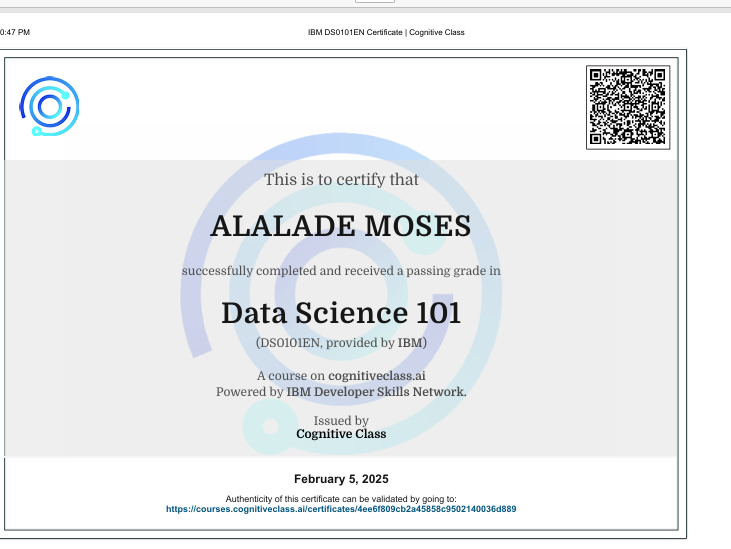 0:47 PM
IBM DS0101EN Certificate | Cognitive Class
This is to certify that
ALALADE MOSES
successfully completed and received a passing grade in
Data Science 101
(DS0101EN, provided by IBM)
A course on cognitiveclass.ai
Powered by IBM Developer Skills Network.
Issued by
Cognitive Class
February 5, 2025
Authenticity of this certificate can be validated by going to:
https://courses.cognitiveclass.ai/certificates/4ee6f809cb2a45858c9502140036d889